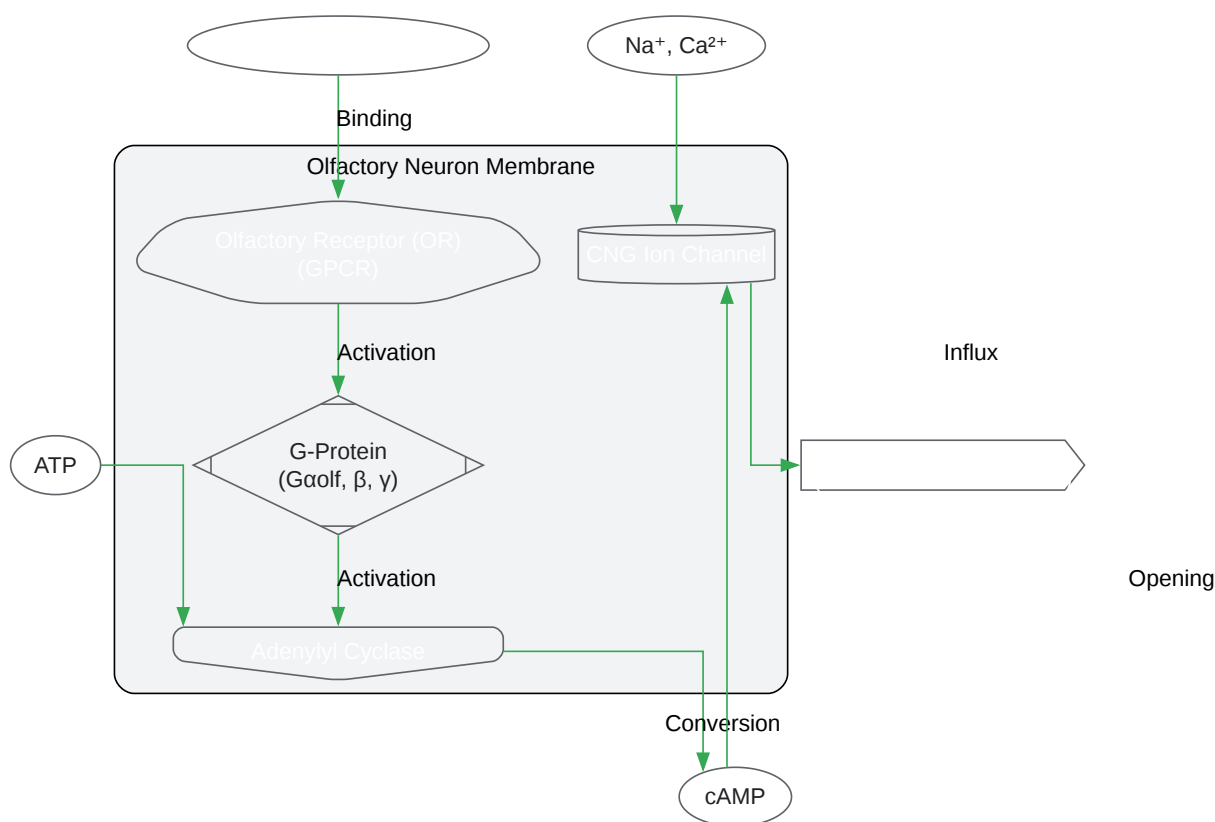 Na⁺, Ca²⁺
Binding
Olfactory Neuron Membrane
Olfactory Receptor (OR)
(GPCR)
CNG Ion Channel
Activation
Influx
G-Protein
(Gαolf, β, γ)
ATP
Activation
Opening
Adenylyl Cyclase
Conversion
cAMP